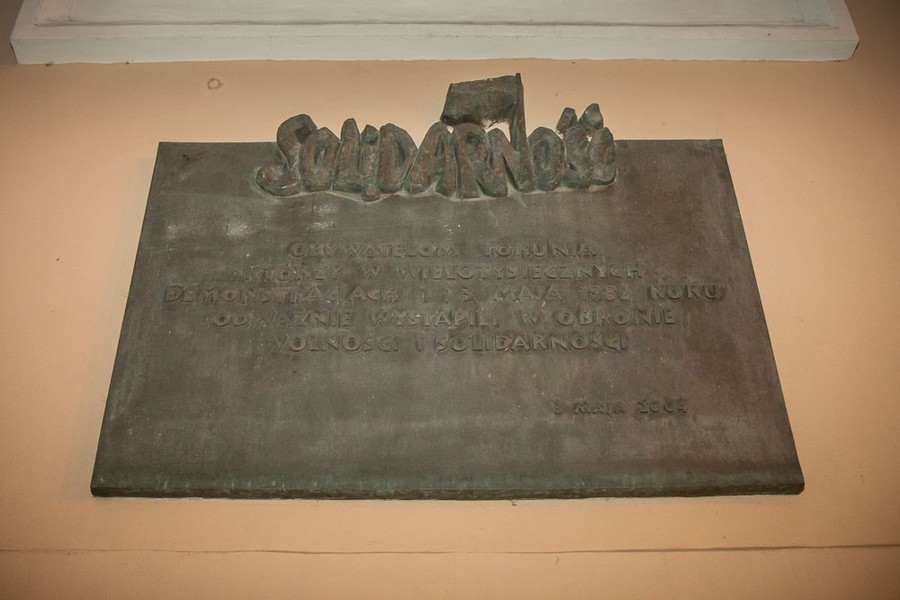 SOLIDARNOŚĆ
OBYWATELOM TORUNIA
KTÓRZY W WIELOTYSIĘCZNYCH
DEMONSTRACJACH 1 I 3 MAJA 1982 ROKU
ODWAŻNIE WYSTĄPILI W OBRONIE
WOLNOŚCI I SOLIDARNOŚCI
3 MAJA